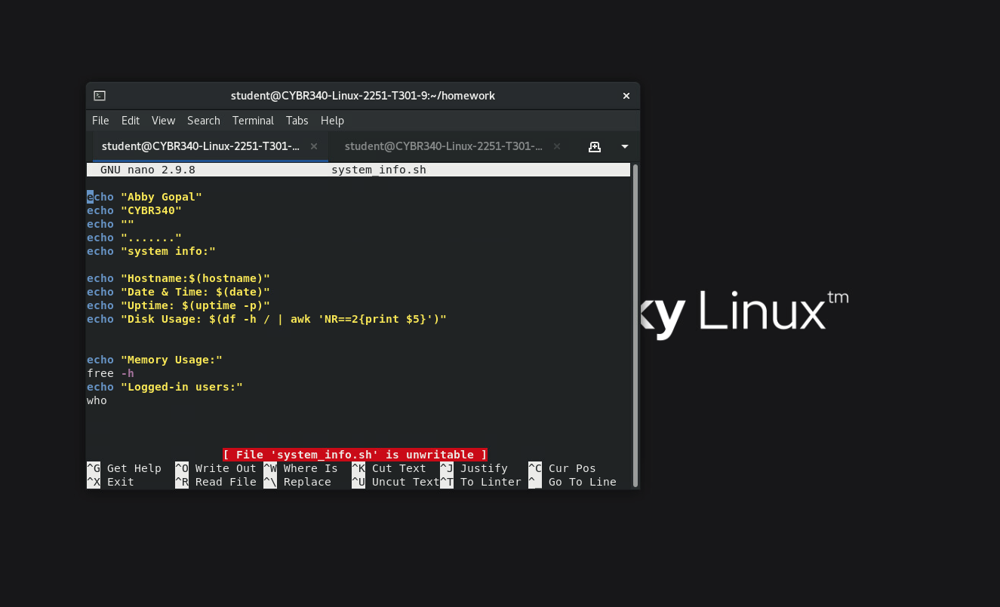 student@CYBR340-Linux-2251-T301-9:~/homework
File Edit View Search Terminal Tabs Help
student@CYBR340-Linux-2251-T301-... student@CYBR340-Linux-2251-T301-...
GNU nano 2.9.8 system_info.sh
echo "Abby Gopal"
echo "CYBR340"
echo ""
echo "......."
echo "system info:"
echo "Hostname:$(hostname)"
echo "Date & Time: $(date)"
echo "Uptime: $(uptime -p)"
echo "Disk Usage: $(df -h / | awk 'NR==2{print $5}')"
echo "Memory Usage:"
free -h
echo "Logged-in users:"
who
[ File 'system_info.sh' is unwritable ]
^G Get Help ^O Write Out ^W Where Is ^K Cut Text ^J Justify ^C Cur Pos
^X Exit ^R Read File ^\ Replace ^U Uncut Text ^T To Linter ^_ Go To Line
ky Linux™